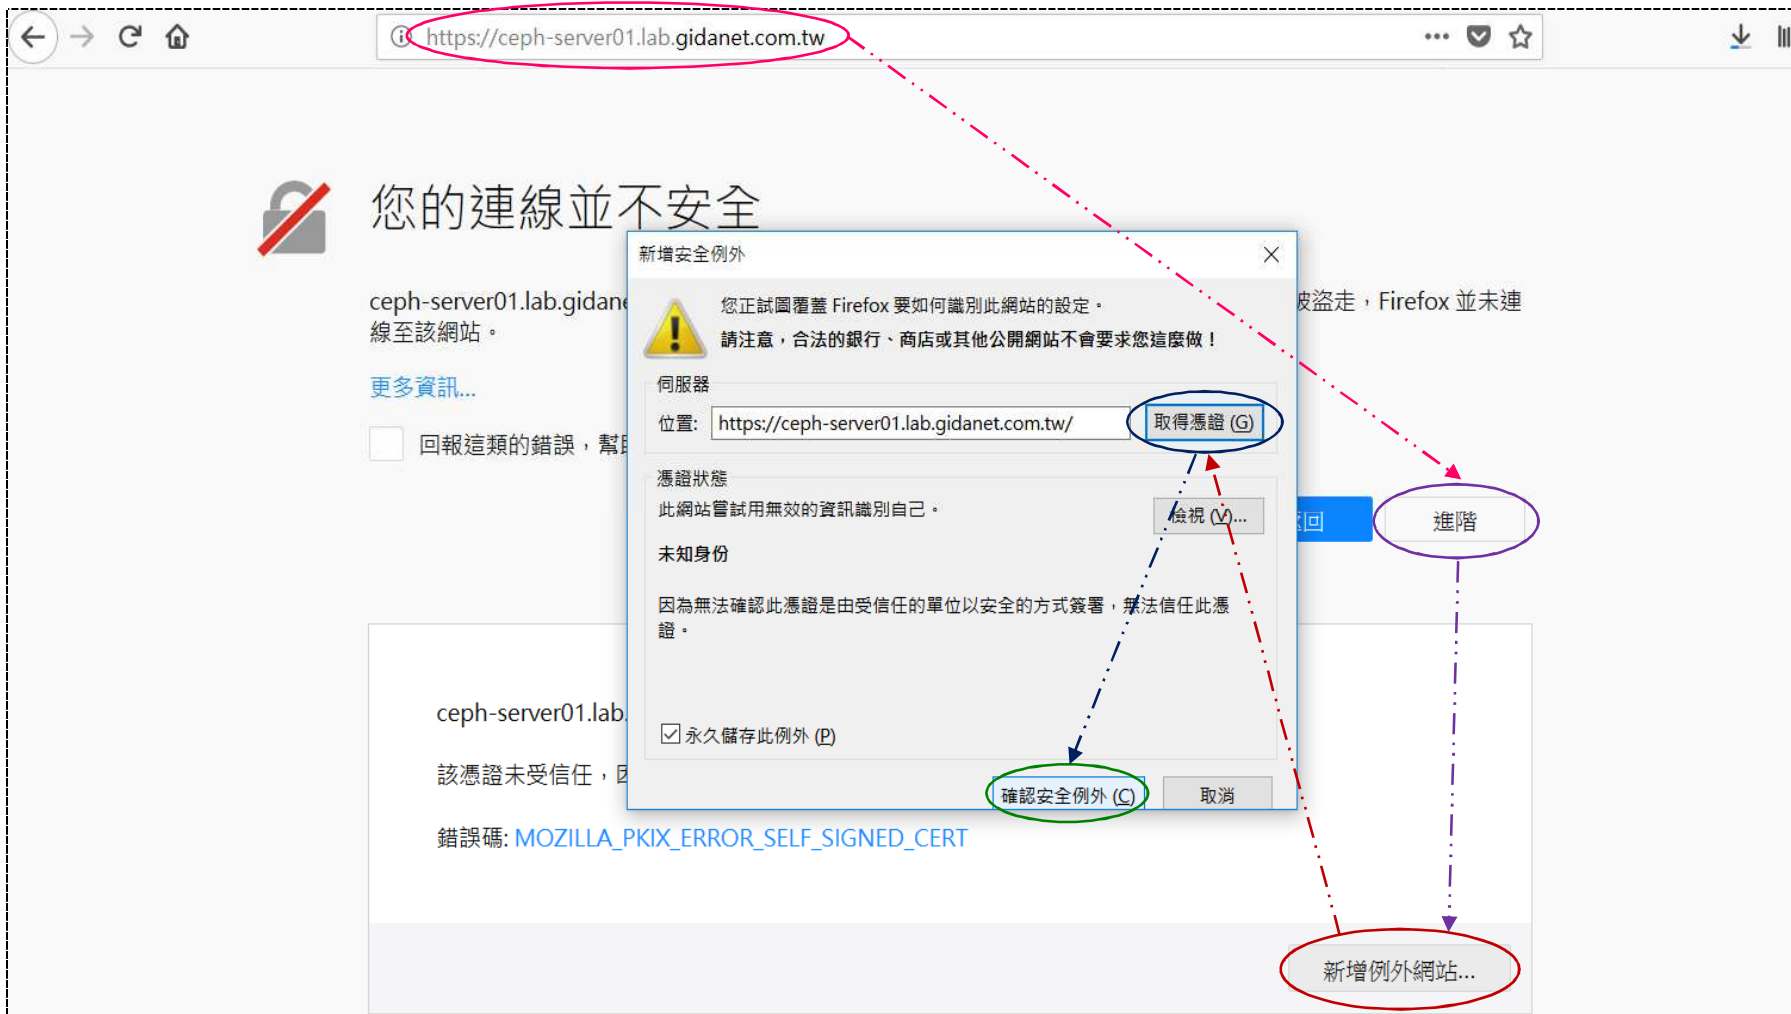 https://ceph-server01.lab.gidanet.com.tw
您的連線並不安全
ceph-server01.lab.gidane
被盜走，Firefox 並未連
線至該網站。
更多資訊...
回報這類的錯誤，幫
返回
進階
新增安全例外
您正試圖覆蓋 Firefox 要如何識別此網站的設定。
請注意，合法的銀行、商店或其他公開網站不會要求您這麼做！
伺服器
位置: https://ceph-server01.lab.gidanet.com.tw/ 取得憑證 (G)
憑證狀態
此網站嘗試用無效的資訊識別自己。
檢視 (V)...
未知身份
因為無法確認此憑證是由受信任的單位以安全的方式簽署，無法信任此憑
證。
永久儲存此例外 (P)
確認安全例外 (C) 取消
ceph-server01.lab.
該憑證未受信任，因
錯誤碼: MOZILLA_PKIX_ERROR_SELF_SIGNED_CERT
新增例外網站...